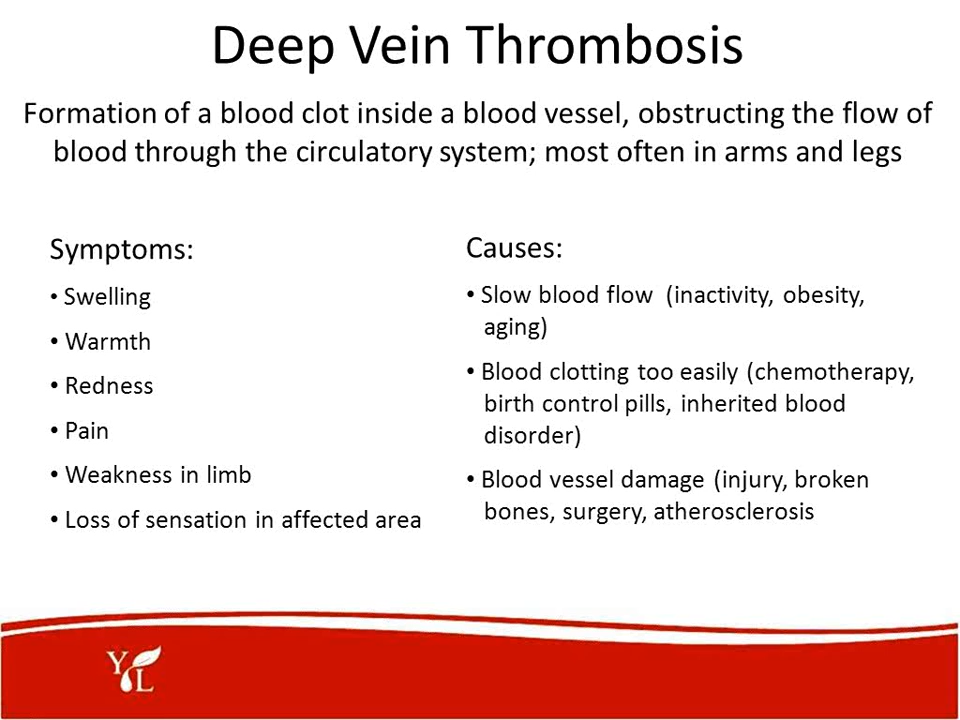 Deep Vein Thrombosis
Formation of a blood clot inside a blood vessel, obstructing the flow of
blood through the circulatory system; most often in arms and legs
Symptoms:
• Swelling
• Warmth
• Redness
• Pain
• Weakness in limb
• Loss of sensation in affected area
Causes:
• Slow blood flow  (inactivity, obesity,
aging)
• Blood clotting too easily (chemotherapy,
birth control pills, inherited blood
disorder)
• Blood vessel damage (injury, broken
bones, surgery, atherosclerosis
Y L